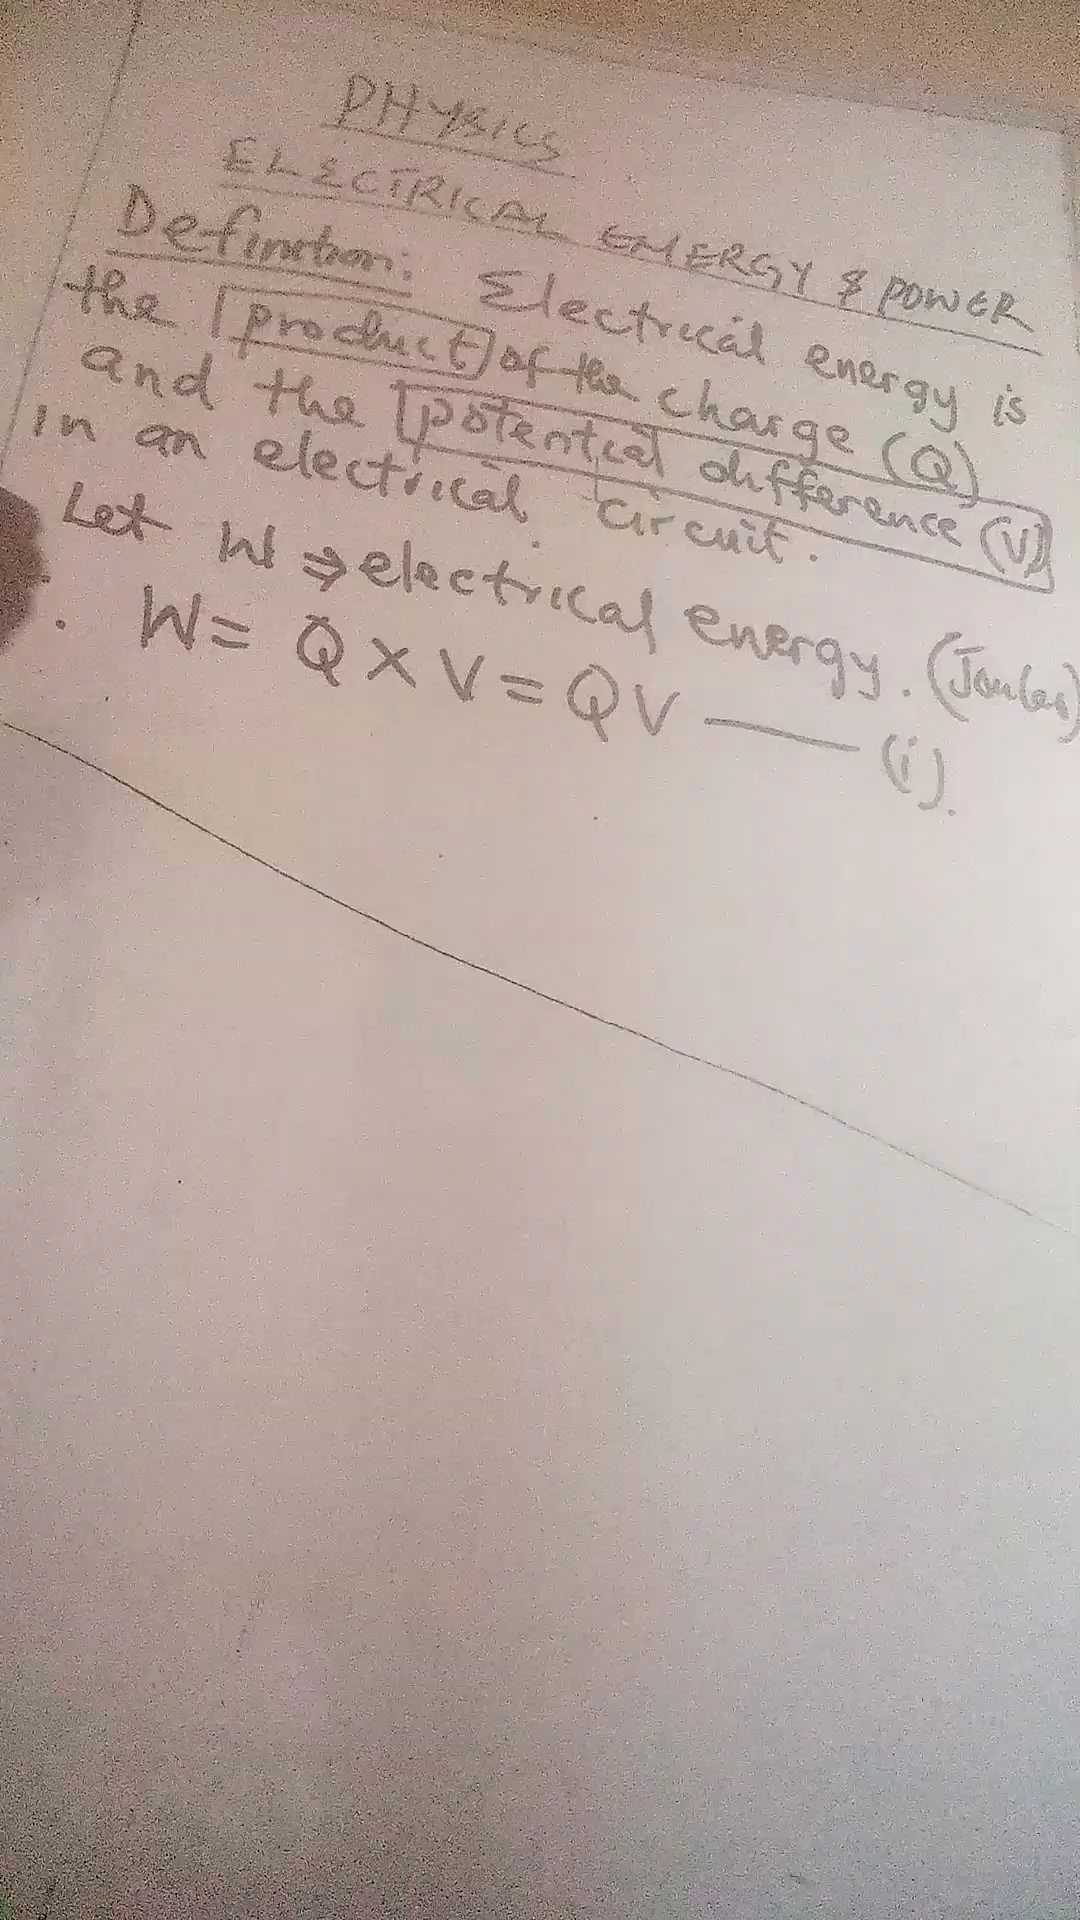 PHYSICS
ELECTRICAL ENERGY & POWER
Definition: Electrical energy is
the product of the charge (Q)
and the potential difference (V)
in an electrical circuit.
Let W ⇒ electrical energy. (Joules)
W = Q × V = QV —— (i).